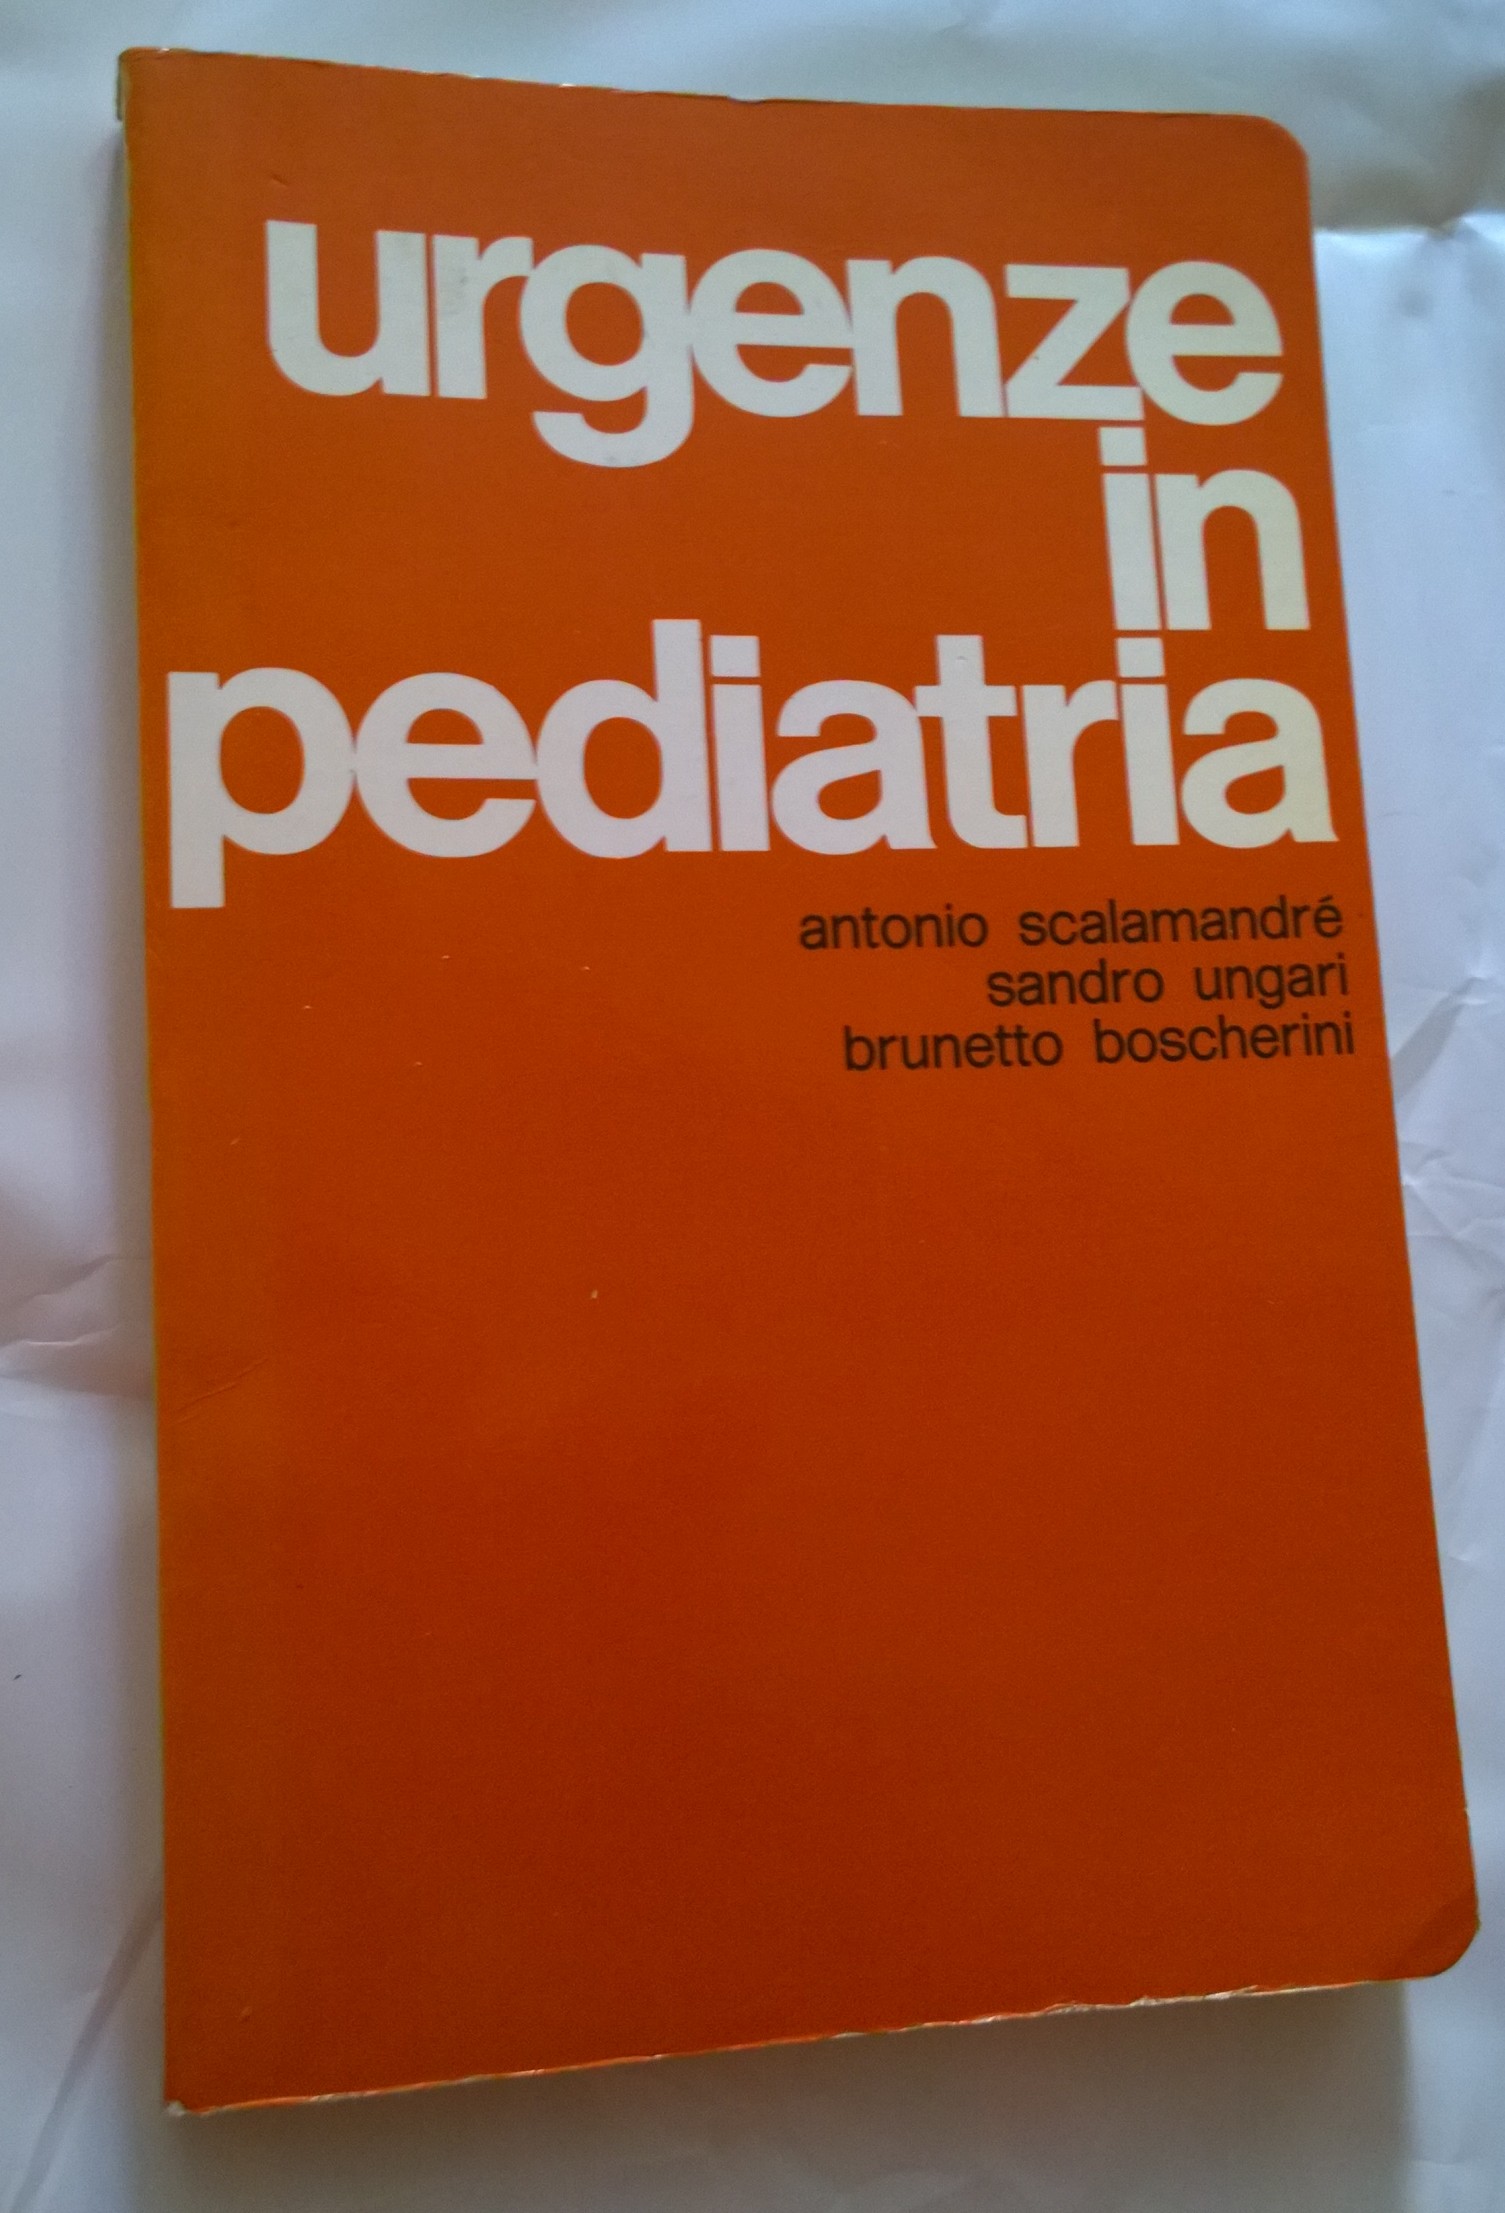 urgenze
in
pediatria
antonio scalamandré
sandro ungari
brunetto boscherini